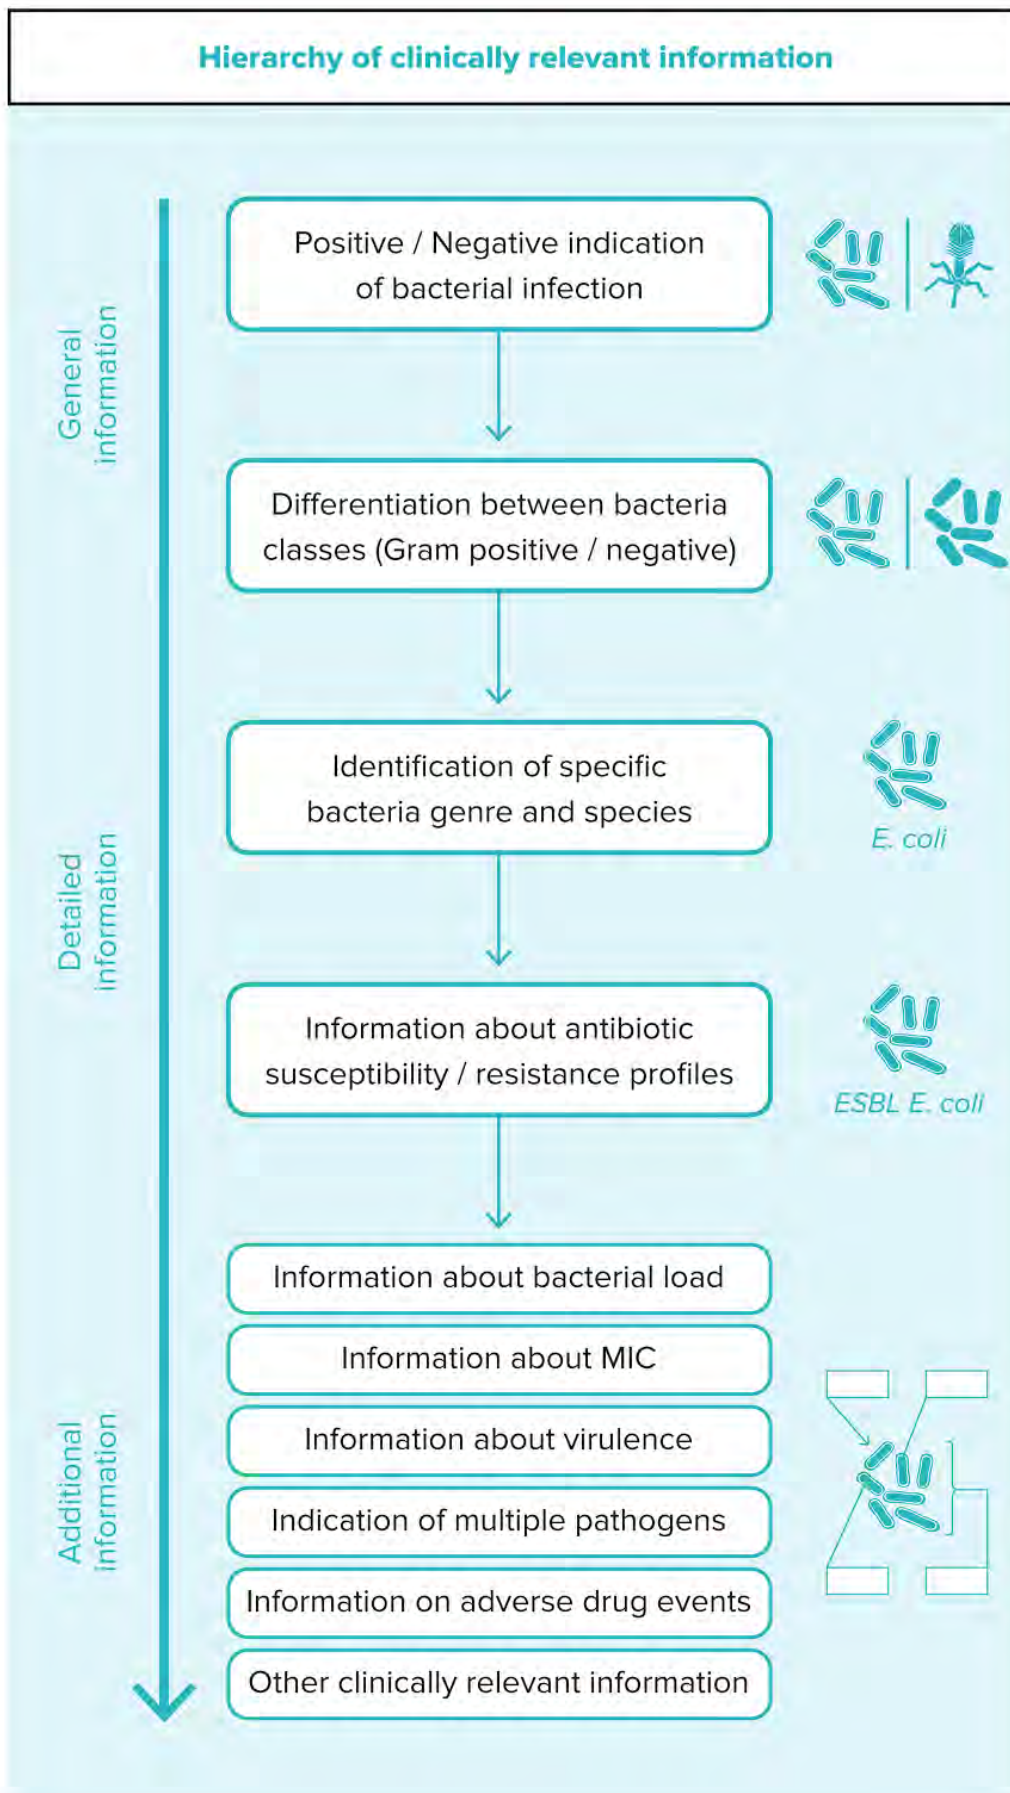 Hierarchy of clinically relevant information
General
information
Positive / Negative indication
of bacterial infection
Differentiation between bacteria
classes (Gram positive / negative)
Detailed
information
Identification of specific
bacteria genre and species
E. coli
Information about antibiotic
susceptibility / resistance profiles
ESBL E. coli
Additional
information
Information about bacterial load
Information about MIC
Information about virulence
Indication of multiple pathogens
Information on adverse drug events
Other clinically relevant information